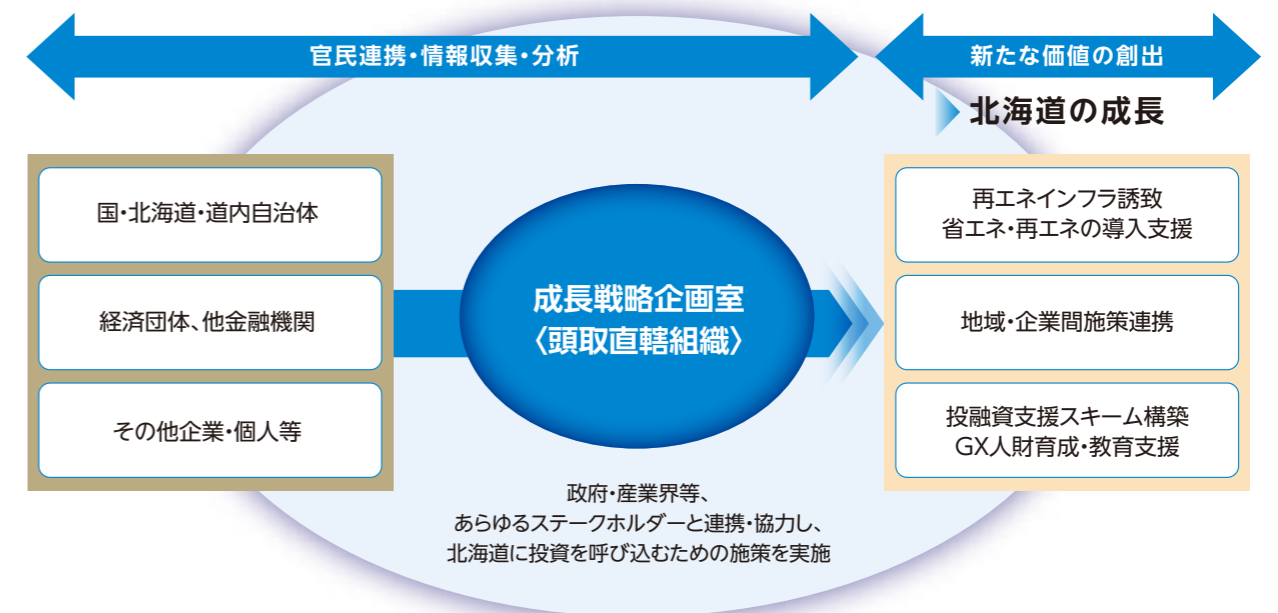 官民連携・情報収集・分析
新たな価値の創出
北海道の成長
国・北海道・道内自治体
経済団体、他金融機関
その他企業・個人等
成長戦略企画室
〈頭取直轄組織〉
政府・産業界等、
あらゆるステークホルダーと連携・協力し、
北海道に投資を呼び込むための施策を実施
再エネインフラ誘致
省エネ・再エネの導入支援
地域・企業間施策連携
投融資支援スキーム構築
GX人財育成・教育支援